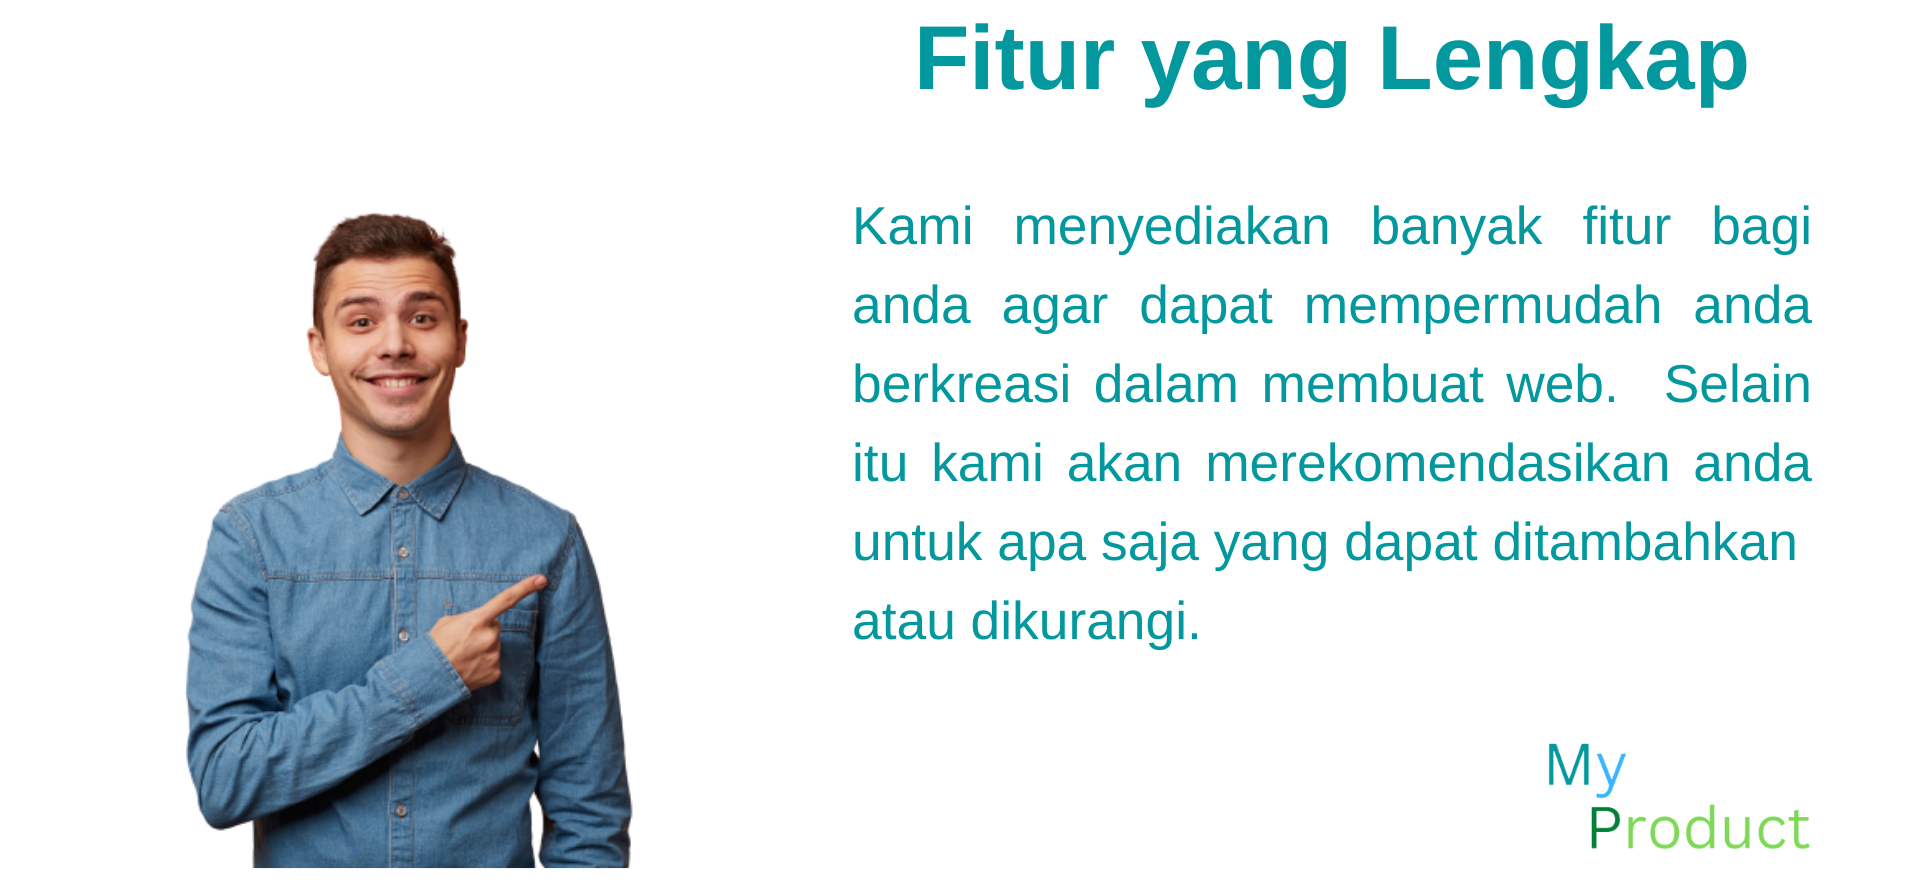 Fitur yang Lengkap
Kami menyediakan banyak fitur bagi
anda agar dapat mempermudah anda
berkreasi dalam membuat web. Selain
itu kami akan merekomendasikan anda
untuk apa saja yang dapat ditambahkan
atau dikurangi.
My
Product